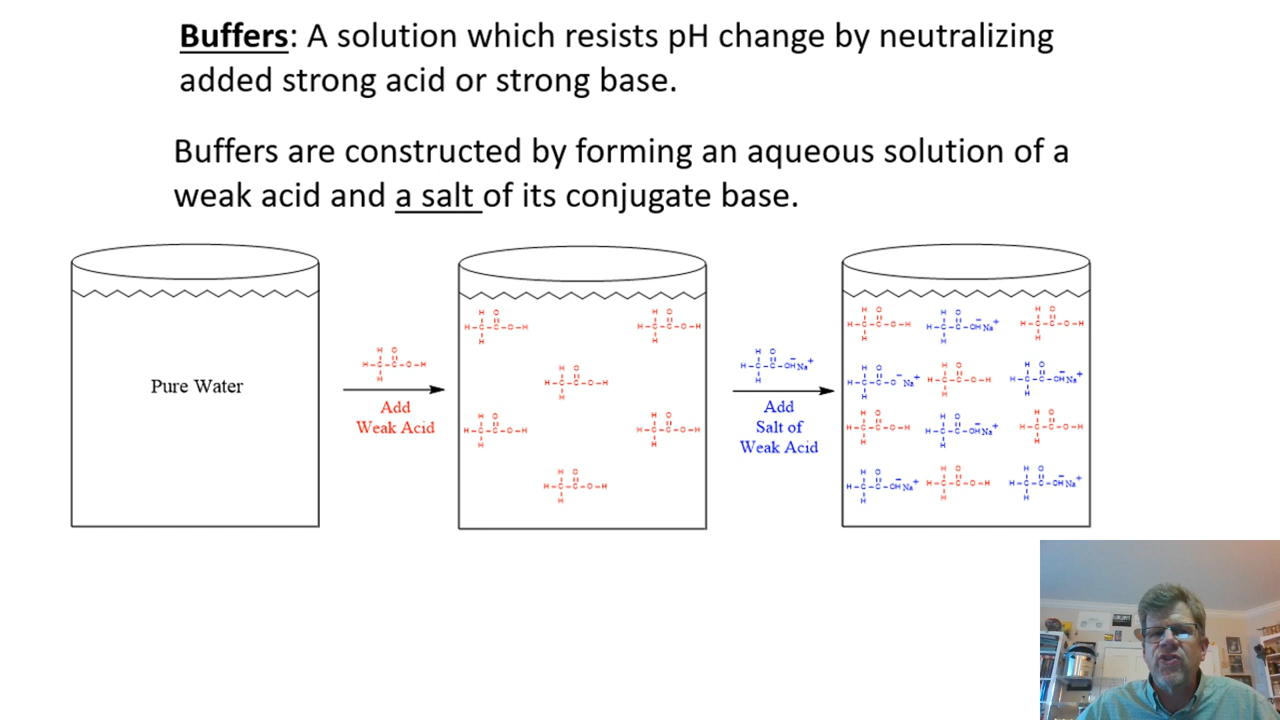 Buffers: A solution which resists pH change by neutralizing
added strong acid or strong base.
Buffers are constructed by forming an aqueous solution of a
weak acid and a salt of its conjugate base.
Pure Water
Add
Weak Acid
Add
Salt of
Weak Acid